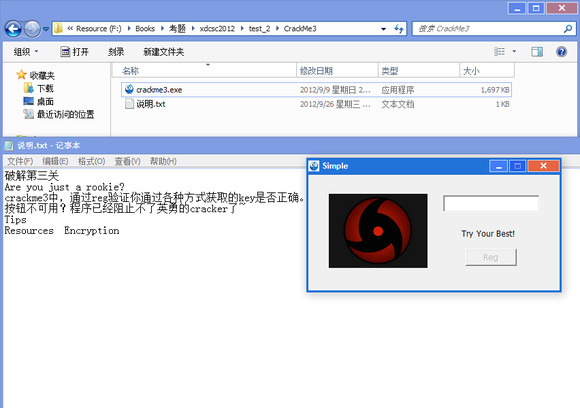 « Resource (F:) ▸ Books ▸ 考题 ▸ xdcsc2012 ▸ test_2 ▸ CrackMe3
搜索 CrackMe3
组织 打开 刻录 新建文件夹
收藏夹
下载
桌面
最近访问的位置
名称 修改日期 类型 大小
crackme3.exe 2012/9/9 星期日 2... 应用程序 1,697 KB
说明.txt 2012/9/26 星期三 ... 文本文档 1 KB
说明.txt - 记事本
文件(F) 编辑(E) 格式(O) 查看(V) 帮助(H)
破解第三关
Are you just a rookie?
crackme3中，通过reg验证你通过各种方式获取的key是否正确。
按钮不可用？程序已经阻止不了英勇的cracker了~
Tips
Resources Encryption
Simple
Try Your Best!
Reg